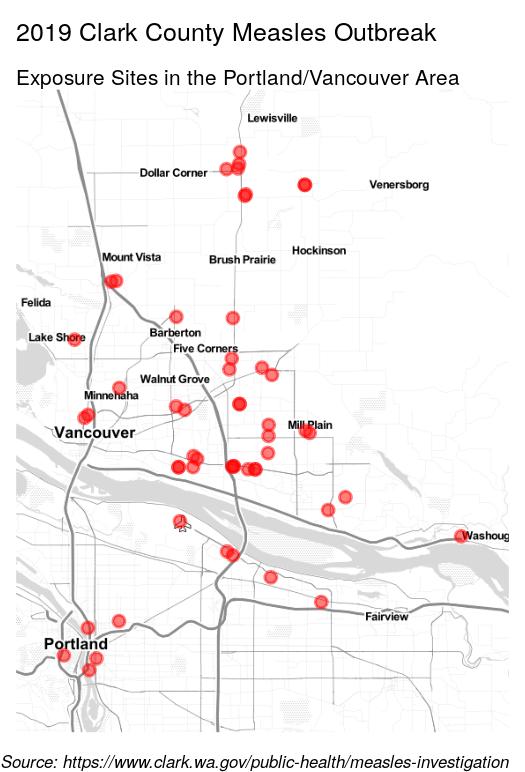 2019 Clark County Measles Outbreak
Exposure Sites in the Portland/Vancouver Area
Lewisville
Dollar Corner
Venersborg
Hockinson
Mount Vista
Brush Prairie
Felida
Barberton
Lake Shore
Five Corners
Walnut Grove
Minnehaha
Mill Plain
Vancouver
Washoug
Fairview
Portland
Source: https://www.clark.wa.gov/public-health/measles-investigation